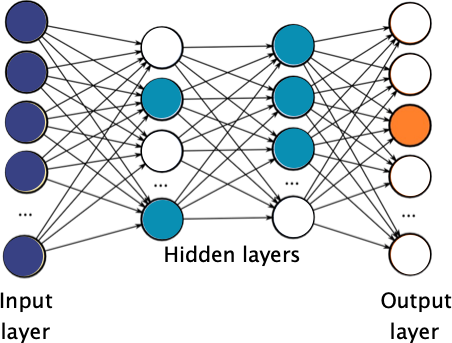 ...
...
...
...
Hidden layers
Input
layer
Output
layer